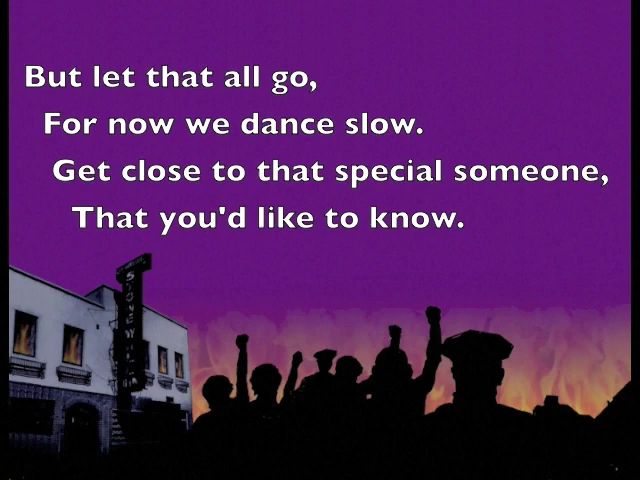 But let that all go,
For now we dance slow.
Get close to that special someone,
That you'd like to know.
STONEWALL